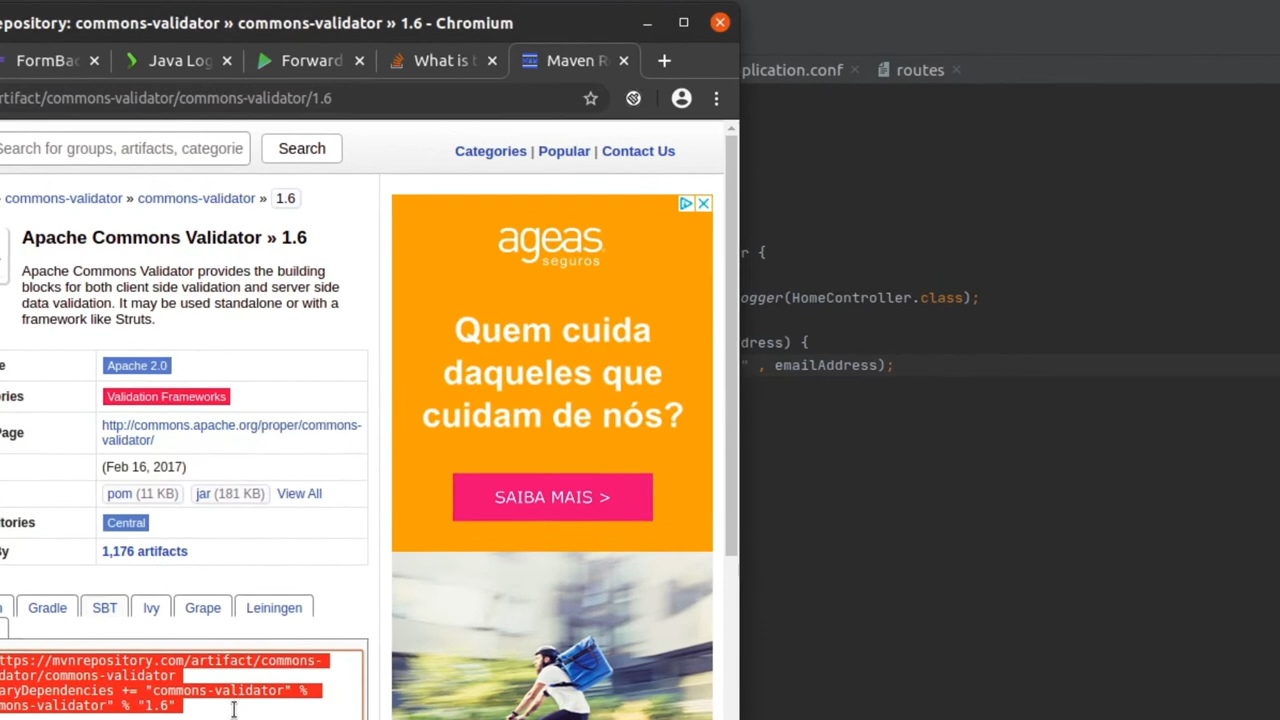 epository: commons-validator » commons-validator » 1.6 - Chromium
FormBac
Java Log
Forward
What is t
Maven R
plication.conf
routes
rtifact/commons-validator/commons-validator/1.6
Search for groups, artifacts, categorie
Search
Categories | Popular | Contact Us
commons-validator » commons-validator » 1.6
Apache Commons Validator » 1.6
Apache Commons Validator provides the building
blocks for both client side validation and server side
data validation. It may be used standalone or with a
framework like Struts.
e
Apache 2.0
ries
Validation Frameworks
Page
http://commons.apache.org/proper/commons-
validator/
(Feb 16, 2017)
pom (11 KB)
jar (181 KB)
View All
tories
Central
By
1,176 artifacts
n
Gradle
SBT
Ivy
Grape
Leiningen
ttps://mvnrepository.com/artifact/commons-
dator/commons-validator
aryDependencies += "commons-validator" %
mons-validator" % "1.6"
ageas
seguros
Quem cuida
daqueles que
cuidam de nós?
SAIBA MAIS >
r {
ogger(HomeController.class);
dress) {
" , emailAddress);